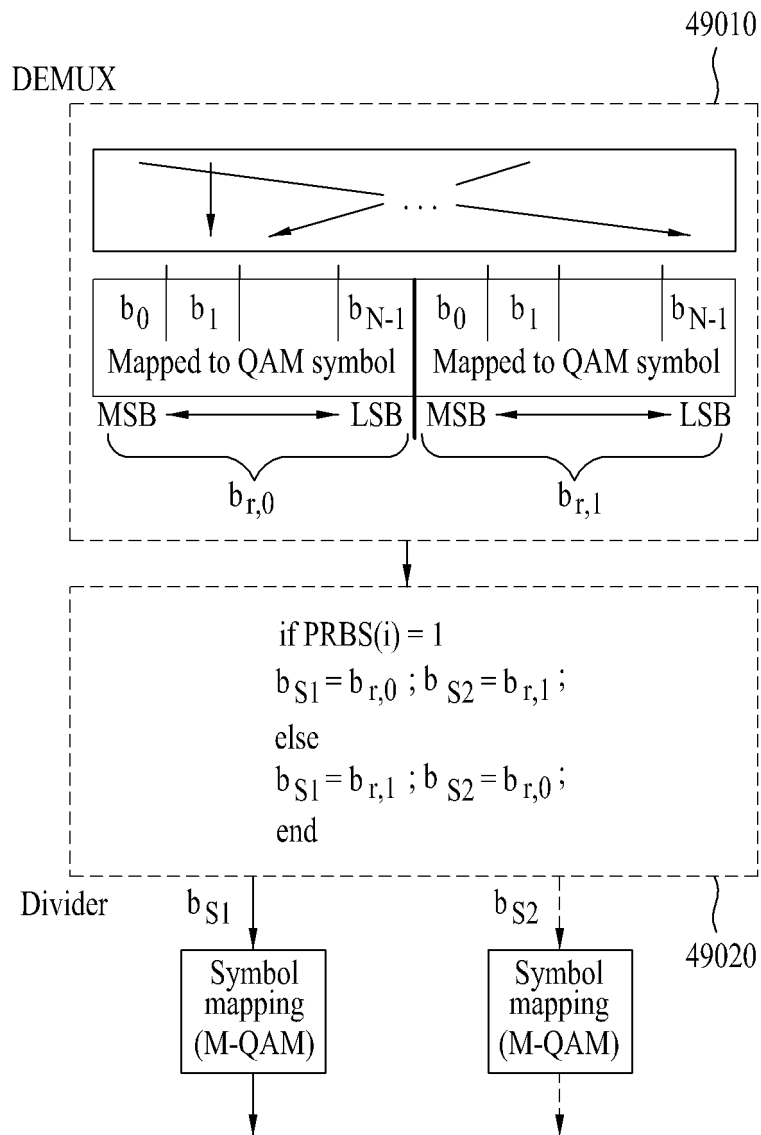 49010
DEMUX
. . .
b0 b1 bN-1 b0 b1 bN-1
Mapped to QAM symbol Mapped to QAM symbol
MSB LSB MSB LSB
br,0 br,1
if PRBS(i) = 1
bS1 = br,0 ; bS2 = br,1 ;
else
bS1 = br,1 ; bS2 = br,0 ;
end
Divider bS1 bS2
49020
Symbol mapping (M-QAM) Symbol mapping (M-QAM)